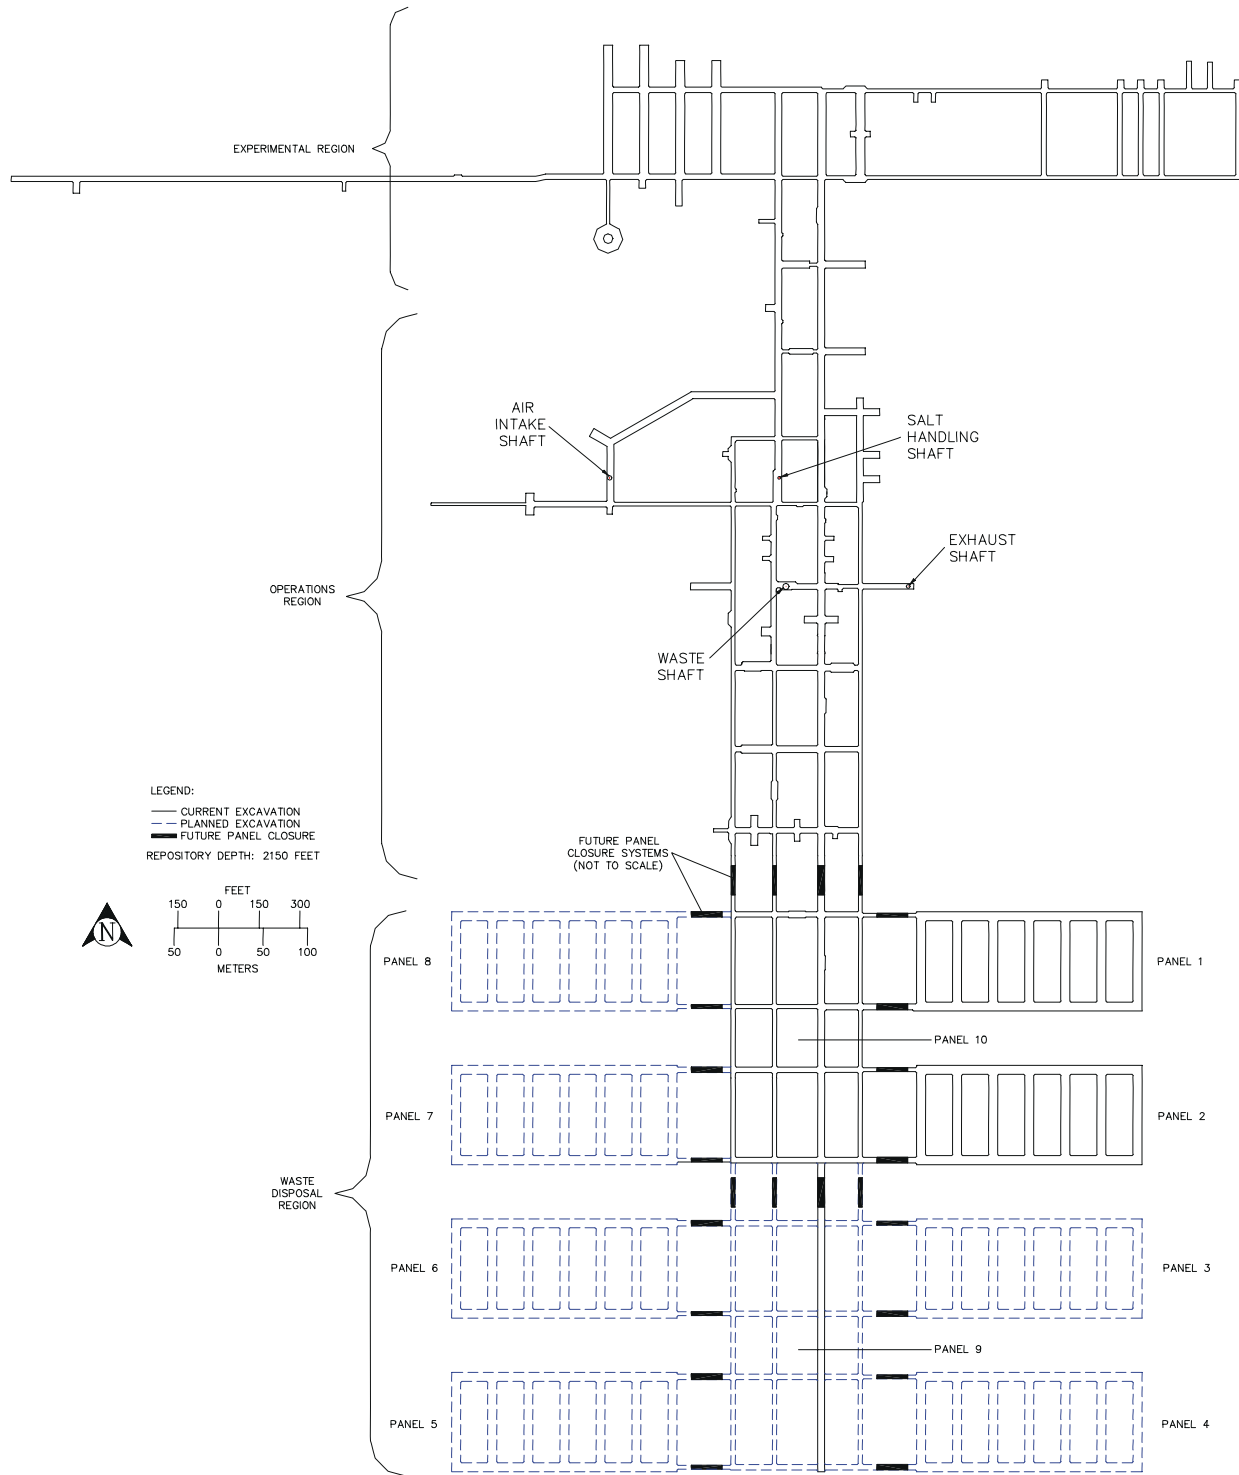 EXPERIMENTAL REGION
AIR
INTAKE
SHAFT
SALT
HANDLING
SHAFT
EXHAUST
SHAFT
OPERATIONS
REGION
WASTE
SHAFT
LEGEND:
CURRENT EXCAVATION
PLANNED EXCAVATION
FUTURE PANEL CLOSURE
REPOSITORY DEPTH: 2150 FEET
FUTURE PANEL
CLOSURE SYSTEMS
(NOT TO SCALE)
FEET
150 0 150 300
50 0 50 100
METERS
N
PANEL 8
PANEL 1
PANEL 10
PANEL 7
PANEL 2
WASTE
DISPOSAL
REGION
PANEL 6
PANEL 3
PANEL 9
PANEL 5
PANEL 4